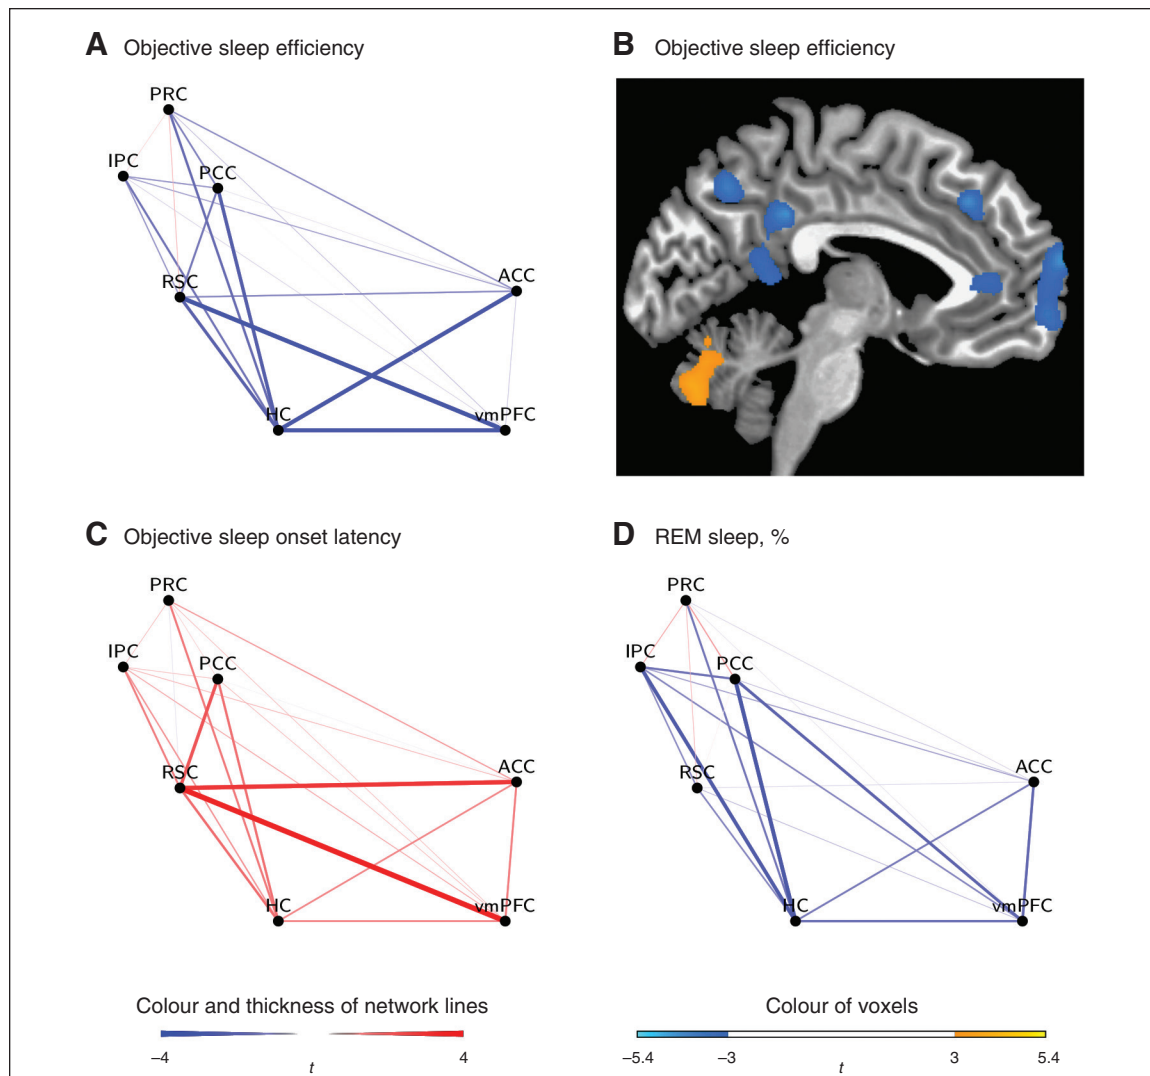 A Objective sleep efficiency
PRC
IPC
PCC
RSC
ACC
HC
vmPFC
B Objective sleep efficiency
C Objective sleep onset latency
PRC
IPC
PCC
RSC
ACC
HC
vmPFC
D REM sleep, %
PRC
IPC
PCC
RSC
ACC
HC
vmPFC
Colour and thickness of network lines
–4
4
t
Colour of voxels
–5.4
–3
3
5.4
t